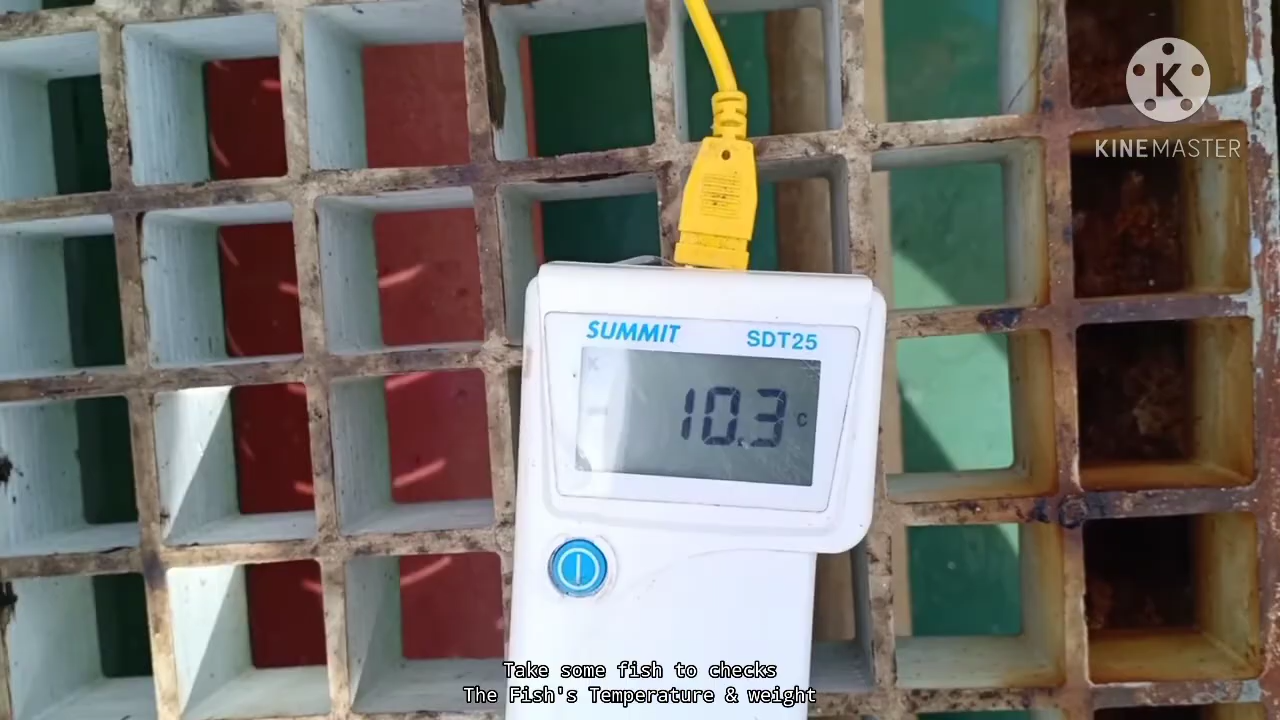 K
KINEMASTER
SUMMIT SDT25
K
10.3 C
Take some fish to checks
The Fish's Temperature & weight